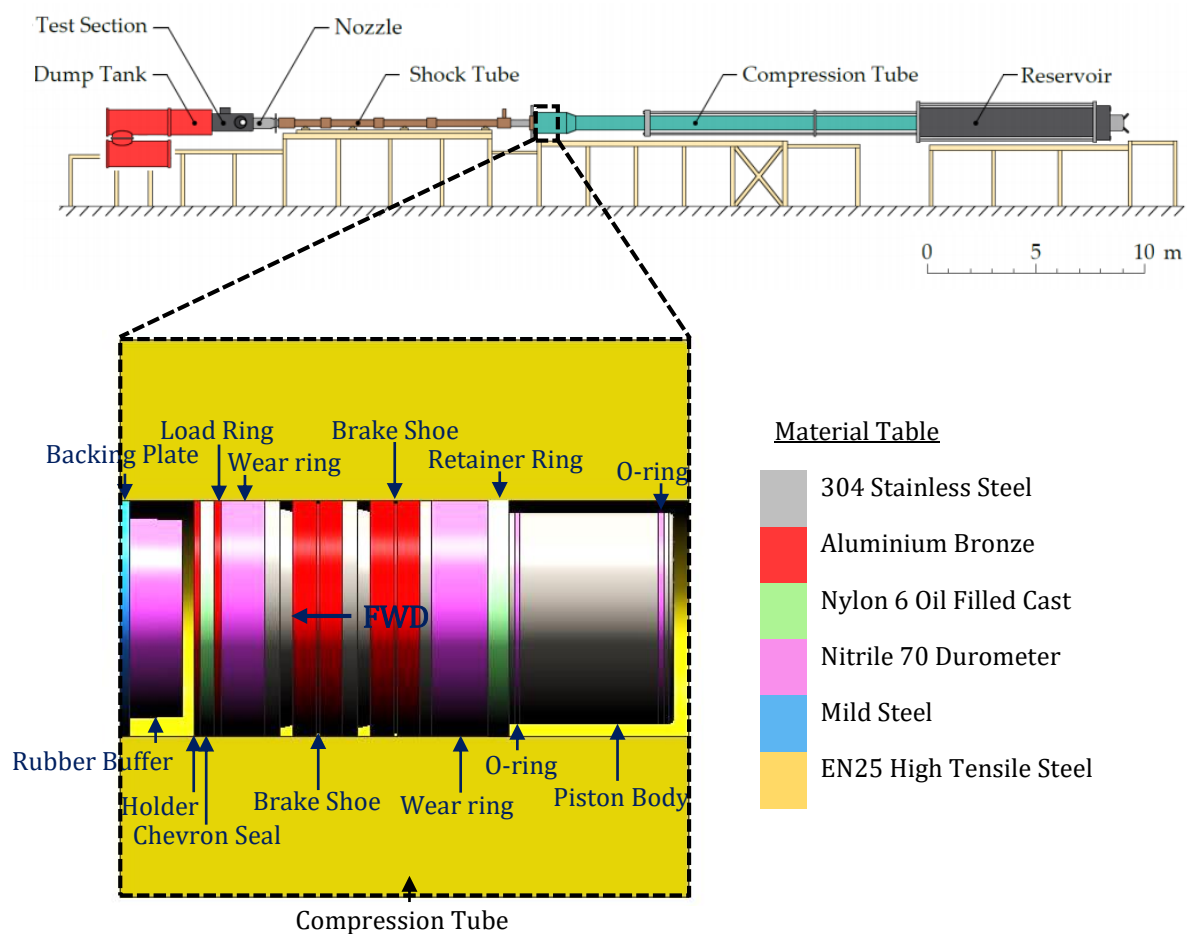 Test Section
Nozzle
Dump Tank
Shock Tube
Compression Tube
Reservoir
0 5 10 m
Load Ring
Brake Shoe
Backing Plate
Wear ring
Retainer Ring
O-ring
FWD
Rubber Buffer
O-ring
Holder
Brake Shoe
Wear ring
Piston Body
Chevron Seal
Compression Tube
Material Table
304 Stainless Steel
Aluminium Bronze
Nylon 6 Oil Filled Cast
Nitrile 70 Durometer
Mild Steel
EN25 High Tensile Steel